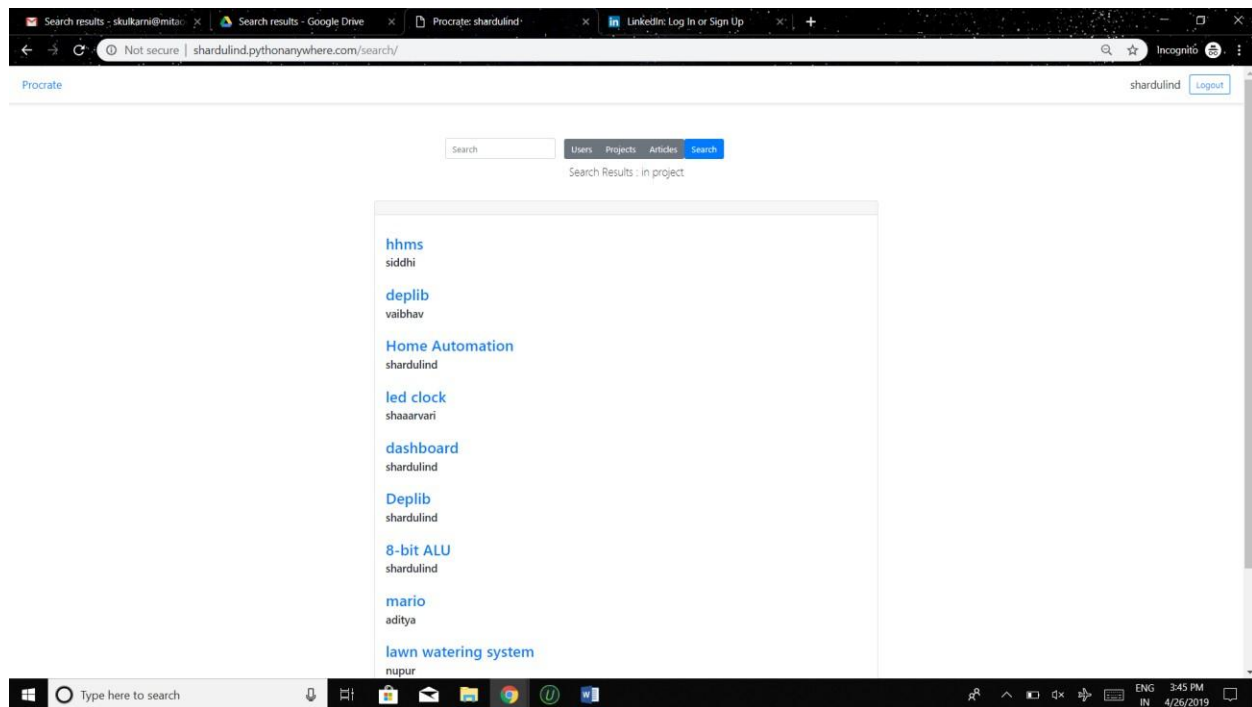 Search results - skulkarni@mitao
Search results - Google Drive
Procrate: shardulind
LinkedIn: Log In or Sign Up
Not secure | shardulind.pythonanywhere.com/search/
Incognito
Procrate
shardulind Logout
Search Users Projects Articles Search
Search Results : in project
hhms
siddhi
deplib
vaibhav
Home Automation
shardulind
led clock
shaaarvari
dashboard
shardulind
Deplib
shardulind
8-bit ALU
shardulind
mario
aditya
lawn watering system
nupur
Type here to search
ENG 3:45 PM
IN 4/26/2019